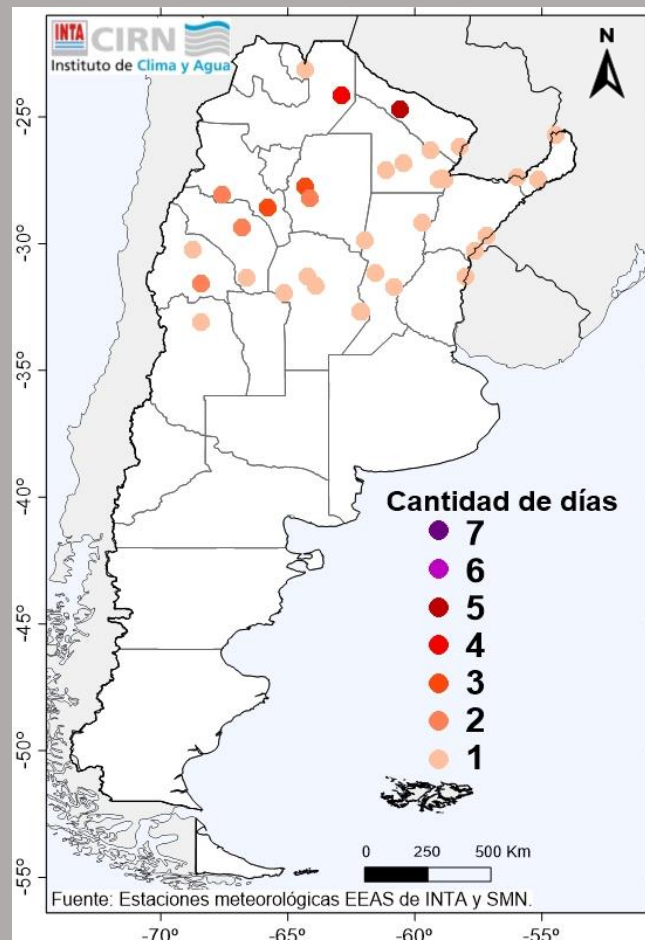 INTA CIRN
Instituto de Clima y Agua
N
-25°
-30°
-35°
-40°
-45°
-50°
-55°
Cantidad de días
7
6
5
4
3
2
1
0 250 500 Km
Fuente: Estaciones meteorológicas EEAS de INTA y SMN.
-70° -65° -60° -55°